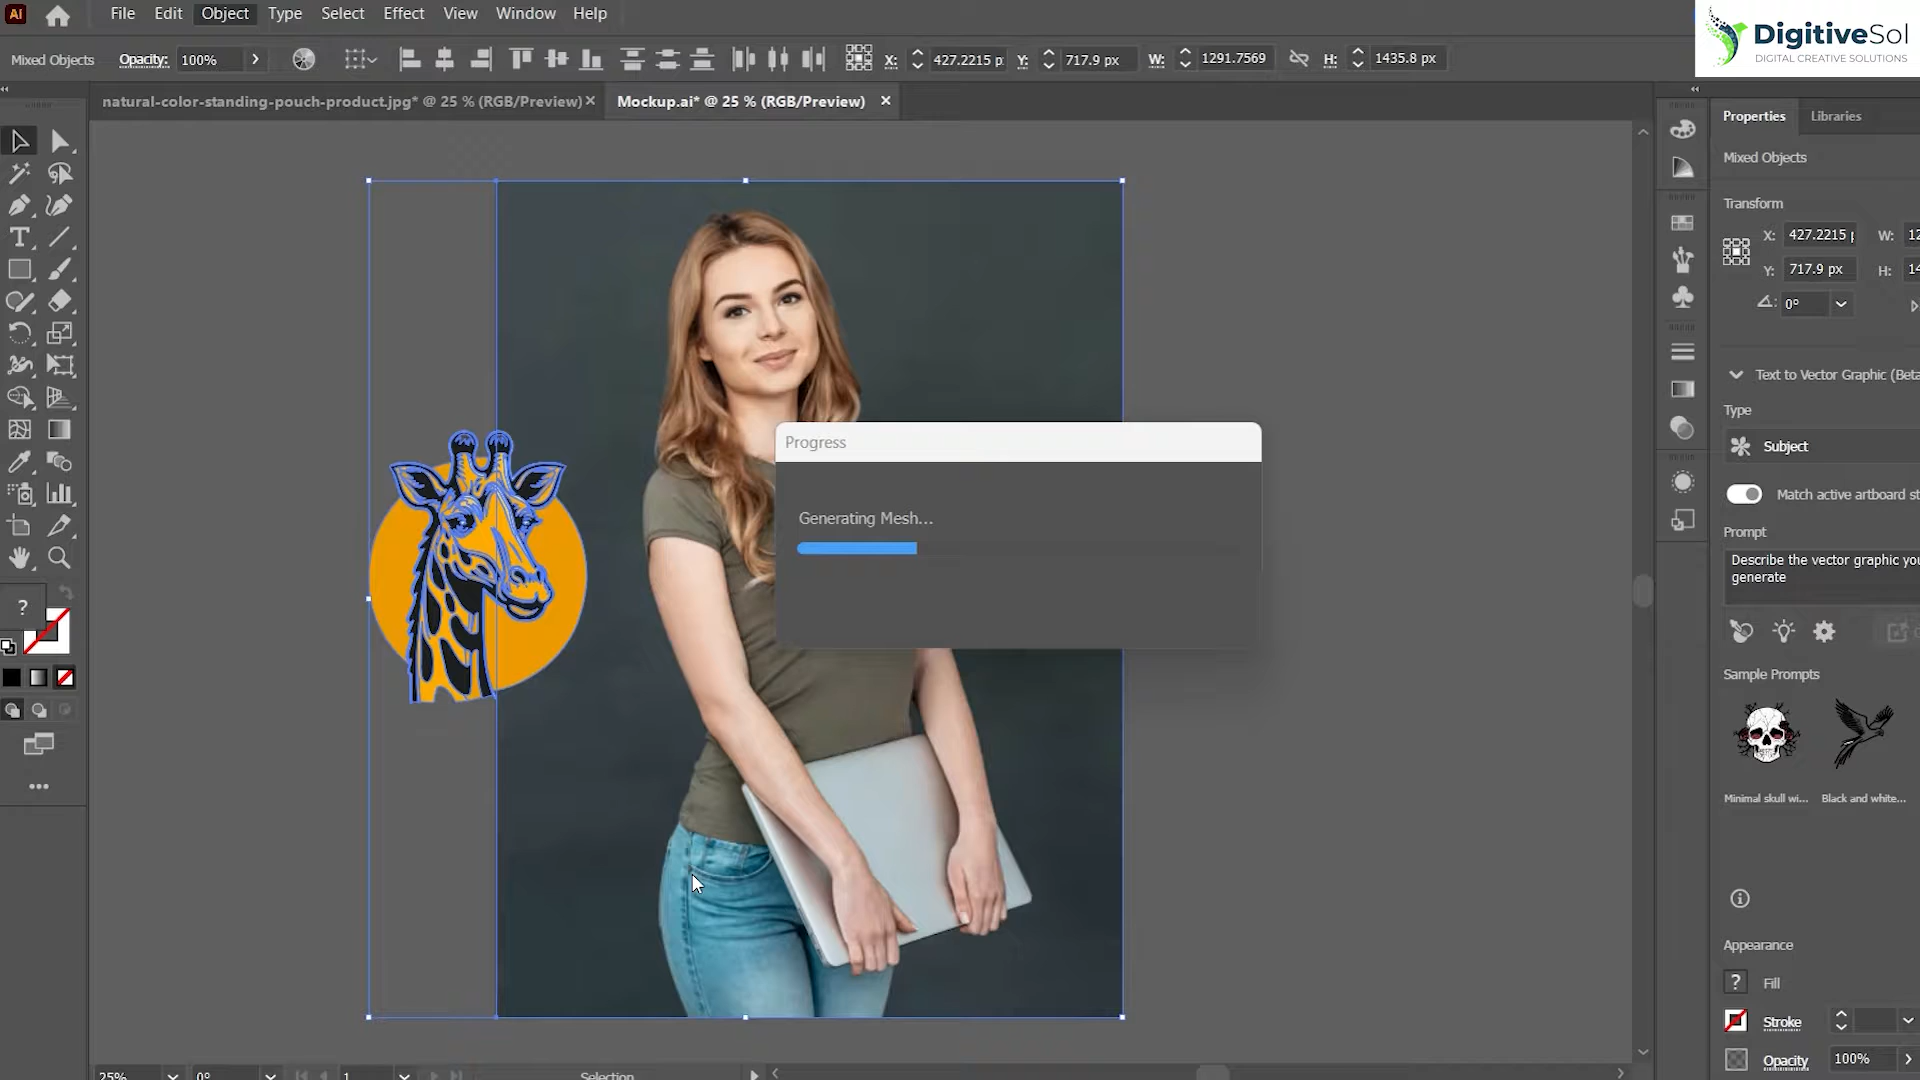 Ai File Edit Object Type Select Effect View Window Help
DigitiveSol
DIGITAL CREATIVE SOLUTIONS
Mixed Objects Opacity: 100% X: 427.2215 p Y: 717.9 px W: 1291.7569 H: 1435.8 px
natural-color-standing-pouch-product.jpg* @ 25 % (RGB/Preview) Mockup.ai* @ 25 % (RGB/Preview)
Properties Libraries
Mixed Objects
Transform
X: 427.2215 W: 12
Y: 717.9 px H: 14
0°
Text to Vector Graphic (Beta
Type
Subject
Match active artboard st
Prompt
Describe the vector graphic you
generate
Sample Prompts
Minimal skull wi... Black and white...
Appearance
? Fill
Stroke
Opacity 100%
Progress
Generating Mesh...
?
25% 0° 1 Selection